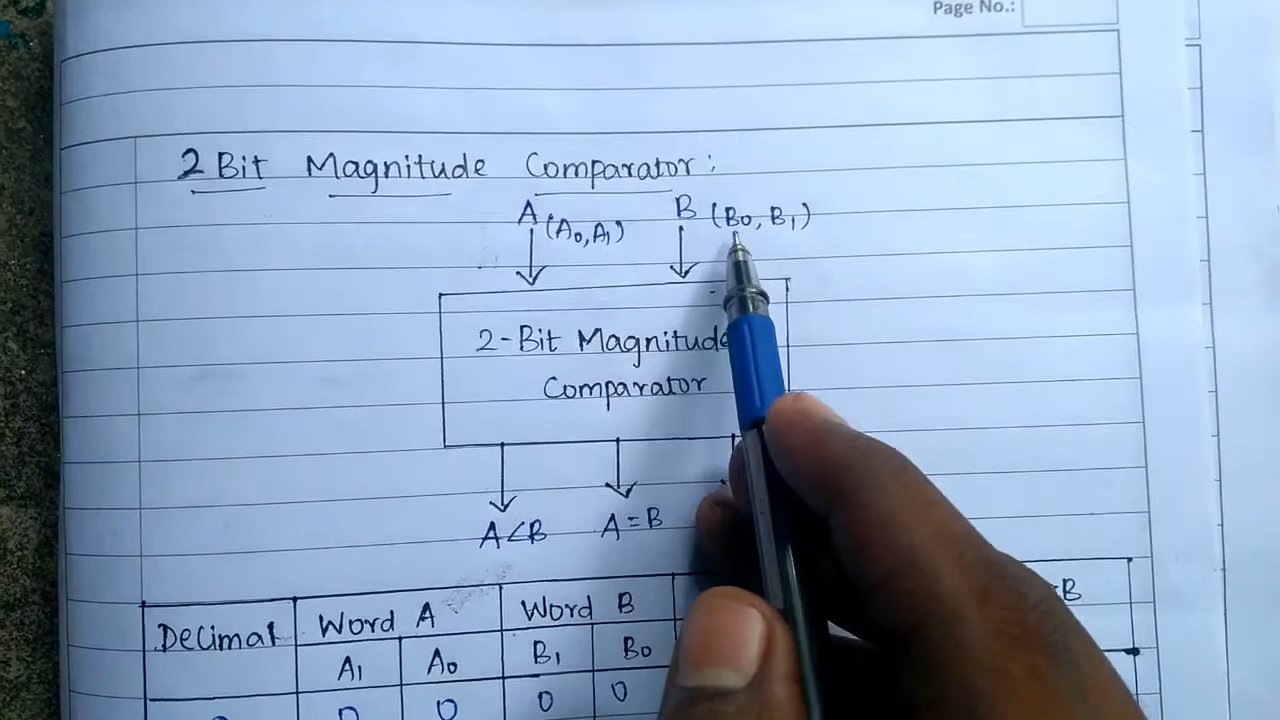 Page No.:
2 Bit Magnitude Comparator:
A (A0, A1) B (B0, B1)
2-Bit Magnitude
Comparator
A<B A=B
Decimal Word A Word B B
A1 A0 B1 B0
0 0 0 0